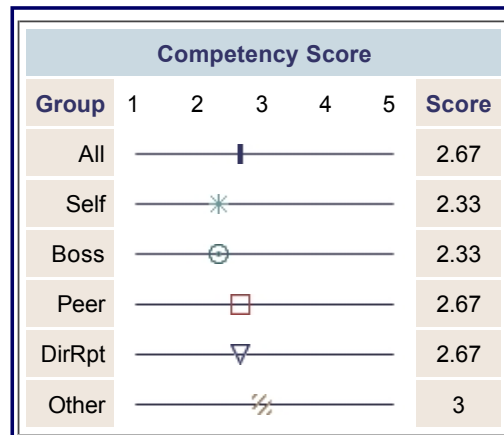 Competency Score
Group 1 2 3 4 5 Score
All 2.67
Self 2.33
Boss 2.33
Peer 2.67
DirRpt 2.67
Other 3